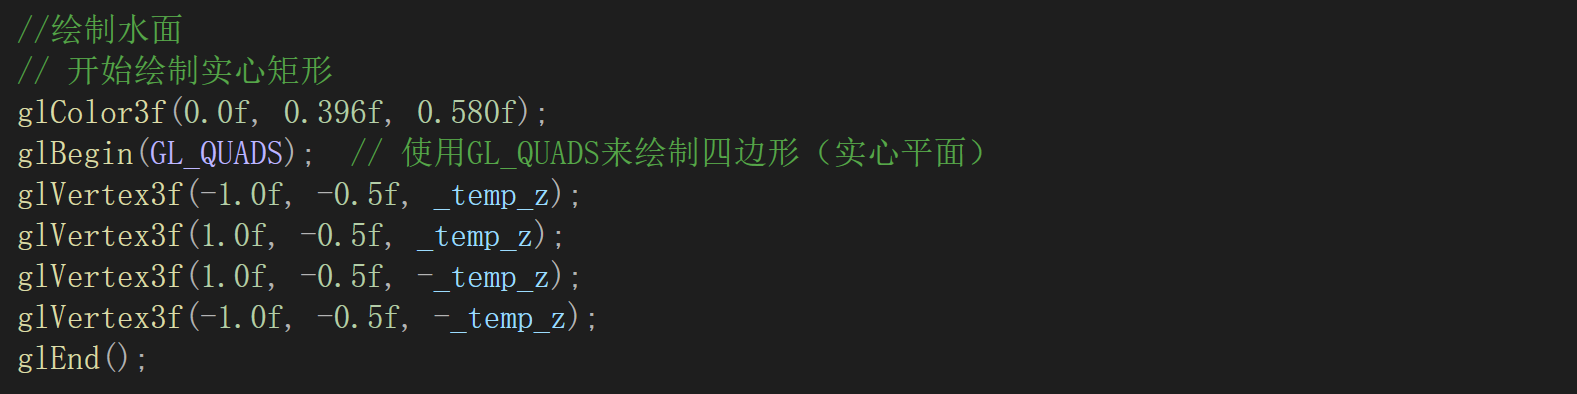 //绘制水面
// 开始绘制实心矩形
glColor3f(0.0f, 0.396f, 0.580f);
glBegin(GL_QUADS);  // 使用GL_QUADS来绘制四边形（实心平面）
glVertex3f(-1.0f, -0.5f, _temp_z);
glVertex3f(1.0f, -0.5f, _temp_z);
glVertex3f(1.0f, -0.5f, -_temp_z);
glVertex3f(-1.0f, -0.5f, -_temp_z);
glEnd();